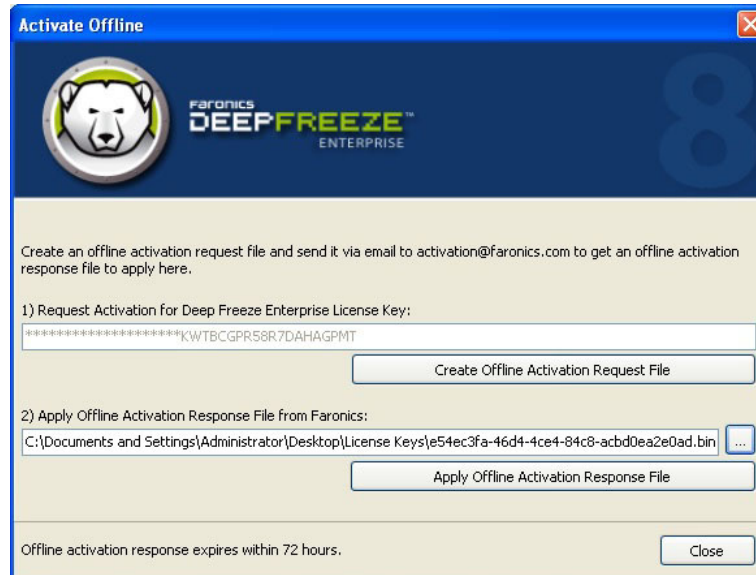 Activate Offline
FARONICS
DEEPFREEZE™
ENTERPRISE
8
Create an offline activation request file and send it via email to activation@faronics.com to get an offline activation
response file to apply here.
1) Request Activation for Deep Freeze Enterprise License Key:
********************KWTBCGPR58R7DAHAGPMT
Create Offline Activation Request File
2) Apply Offline Activation Response File from Faronics:
C:\Documents and Settings\Administrator\Desktop\License Keys\e54ec3fa-46d4-4ce4-84c8-acbd0ea2e0ad.bin
...
Apply Offline Activation Response File
Offline activation response expires within 72 hours.
Close